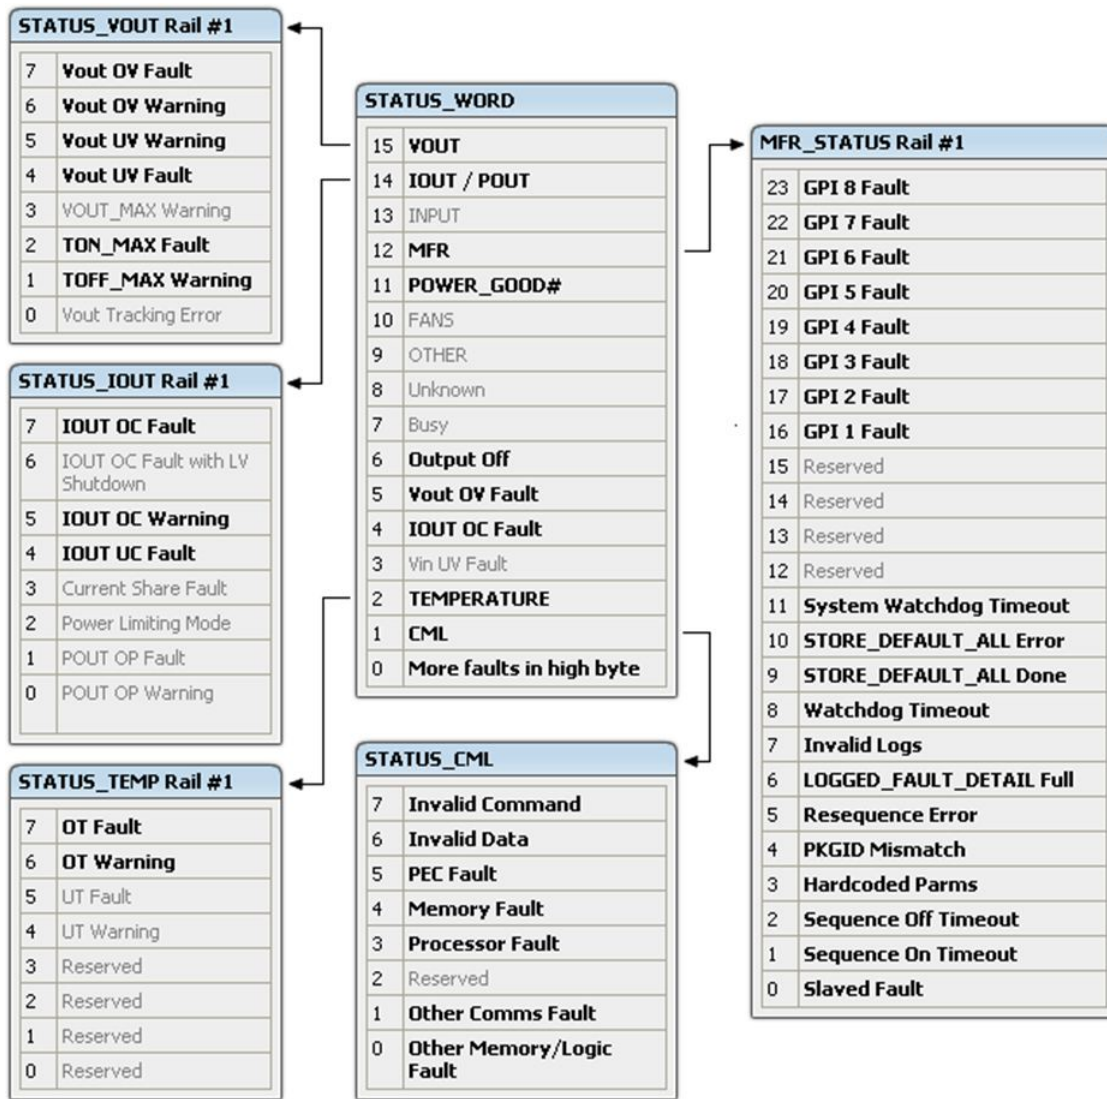 STATUS_VOUT Rail #1
7 Vout OV Fault
6 Vout OV Warning
5 Vout UV Warning
4 Vout UV Fault
3 VOUT_MAX Warning
2 TON_MAX Fault
1 TOFF_MAX Warning
0 Vout Tracking Error
STATUS_IOUT Rail #1
7 IOUT OC Fault
6 IOUT OC Fault with LV
Shutdown
5 IOUT OC Warning
4 IOUT UC Fault
3 Current Share Fault
2 Power Limiting Mode
1 POUT OP Fault
0 POUT OP Warning
STATUS_TEMP Rail #1
7 OT Fault
6 OT Warning
5 UT Fault
4 UT Warning
3 Reserved
2 Reserved
1 Reserved
0 Reserved
STATUS_WORD
15 VOUT
14 IOUT / POUT
13 INPUT
12 MFR
11 POWER_GOOD#
10 FANS
9 OTHER
8 Unknown
7 Busy
6 Output Off
5 Vout OV Fault
4 IOUT OC Fault
3 Vin UV Fault
2 TEMPERATURE
1 CML
0 More faults in high byte
STATUS_CML
7 Invalid Command
6 Invalid Data
5 PEC Fault
4 Memory Fault
3 Processor Fault
2 Reserved
1 Other Comms Fault
0 Other Memory/Logic
Fault
MFR_STATUS Rail #1
23 GPI 8 Fault
22 GPI 7 Fault
21 GPI 6 Fault
20 GPI 5 Fault
19 GPI 4 Fault
18 GPI 3 Fault
17 GPI 2 Fault
16 GPI 1 Fault
15 Reserved
14 Reserved
13 Reserved
12 Reserved
11 System Watchdog Timeout
10 STORE_DEFAULT_ALL Error
9 STORE_DEFAULT_ALL Done
8 Watchdog Timeout
7 Invalid Logs
6 LOGGED_FAULT_DETAIL Full
5 Resequence Error
4 PKGID Mismatch
3 Hardcoded Parms
2 Sequence Off Timeout
1 Sequence On Timeout
0 Slaved Fault